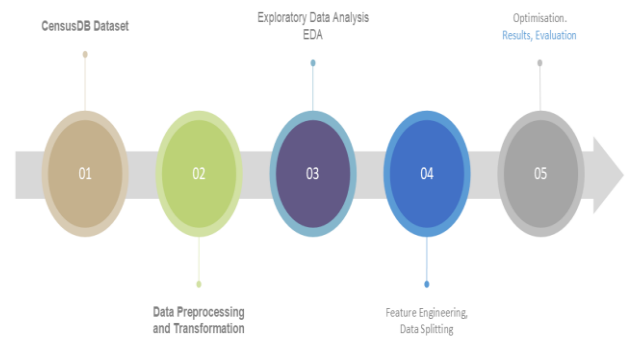 CensusDB Dataset
Exploratory Data Analysis
EDA
Optimisation.
Results, Evaluation
01
02
03
04
05
Data Preprocessing
and Transformation
Feature Engineering,
Data Splitting